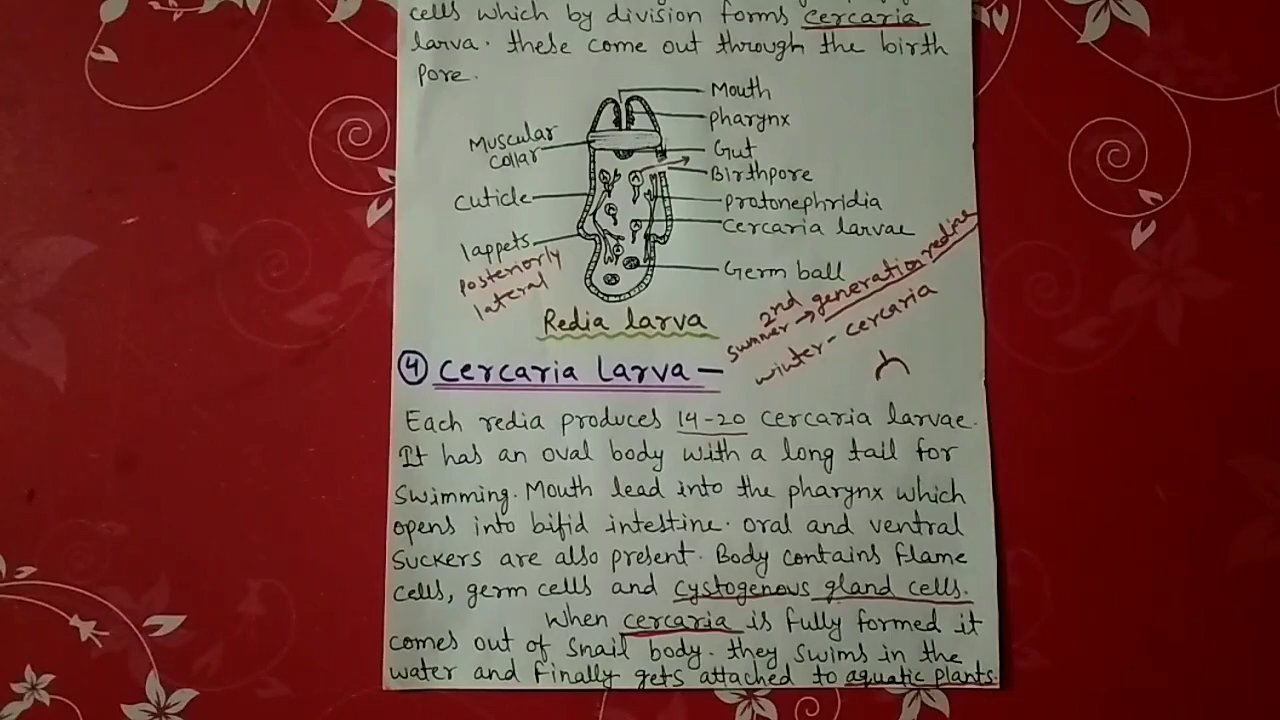 cells which by division forms cercaria
larva. these come out through the birth
pore.
Mouth
pharynx
Muscular
collar
Gut
Birthpore
cuticle
protonephridia
cercaria larvae
lappets
posteriorly
lateral
Germ ball
Redia larva
2nd
summer → generation rediae
winter - cercaria
④ Cercaria Larva —
Each redia produces 14-20 cercaria larvae.
It has an oval body with a long tail for
swimming. Mouth lead into the pharynx which
opens into bifid intestine. oral and ventral
suckers are also present. Body contains flame
cells, germ cells and cystogenous gland cells.
When cercaria is fully formed it
comes out of snail body. they swims in the
water and finally gets attached to aquatic plants.